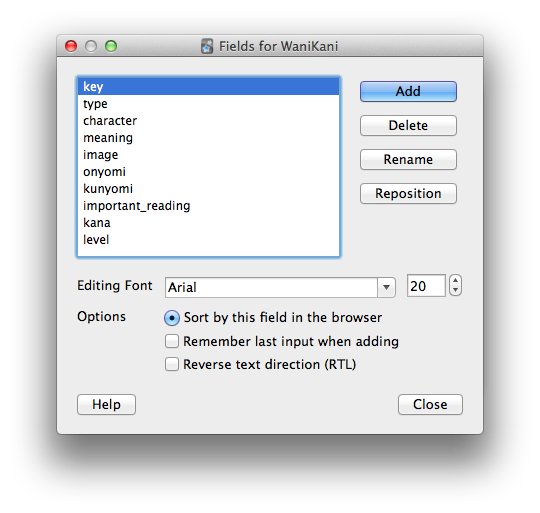 Fields for WaniKani
key
type
character
meaning
image
onyomi
kunyomi
important_reading
kana
level
Add
Delete
Rename
Reposition
Editing Font Arial 20
Options Sort by this field in the browser
Remember last input when adding
Reverse text direction (RTL)
Help Close